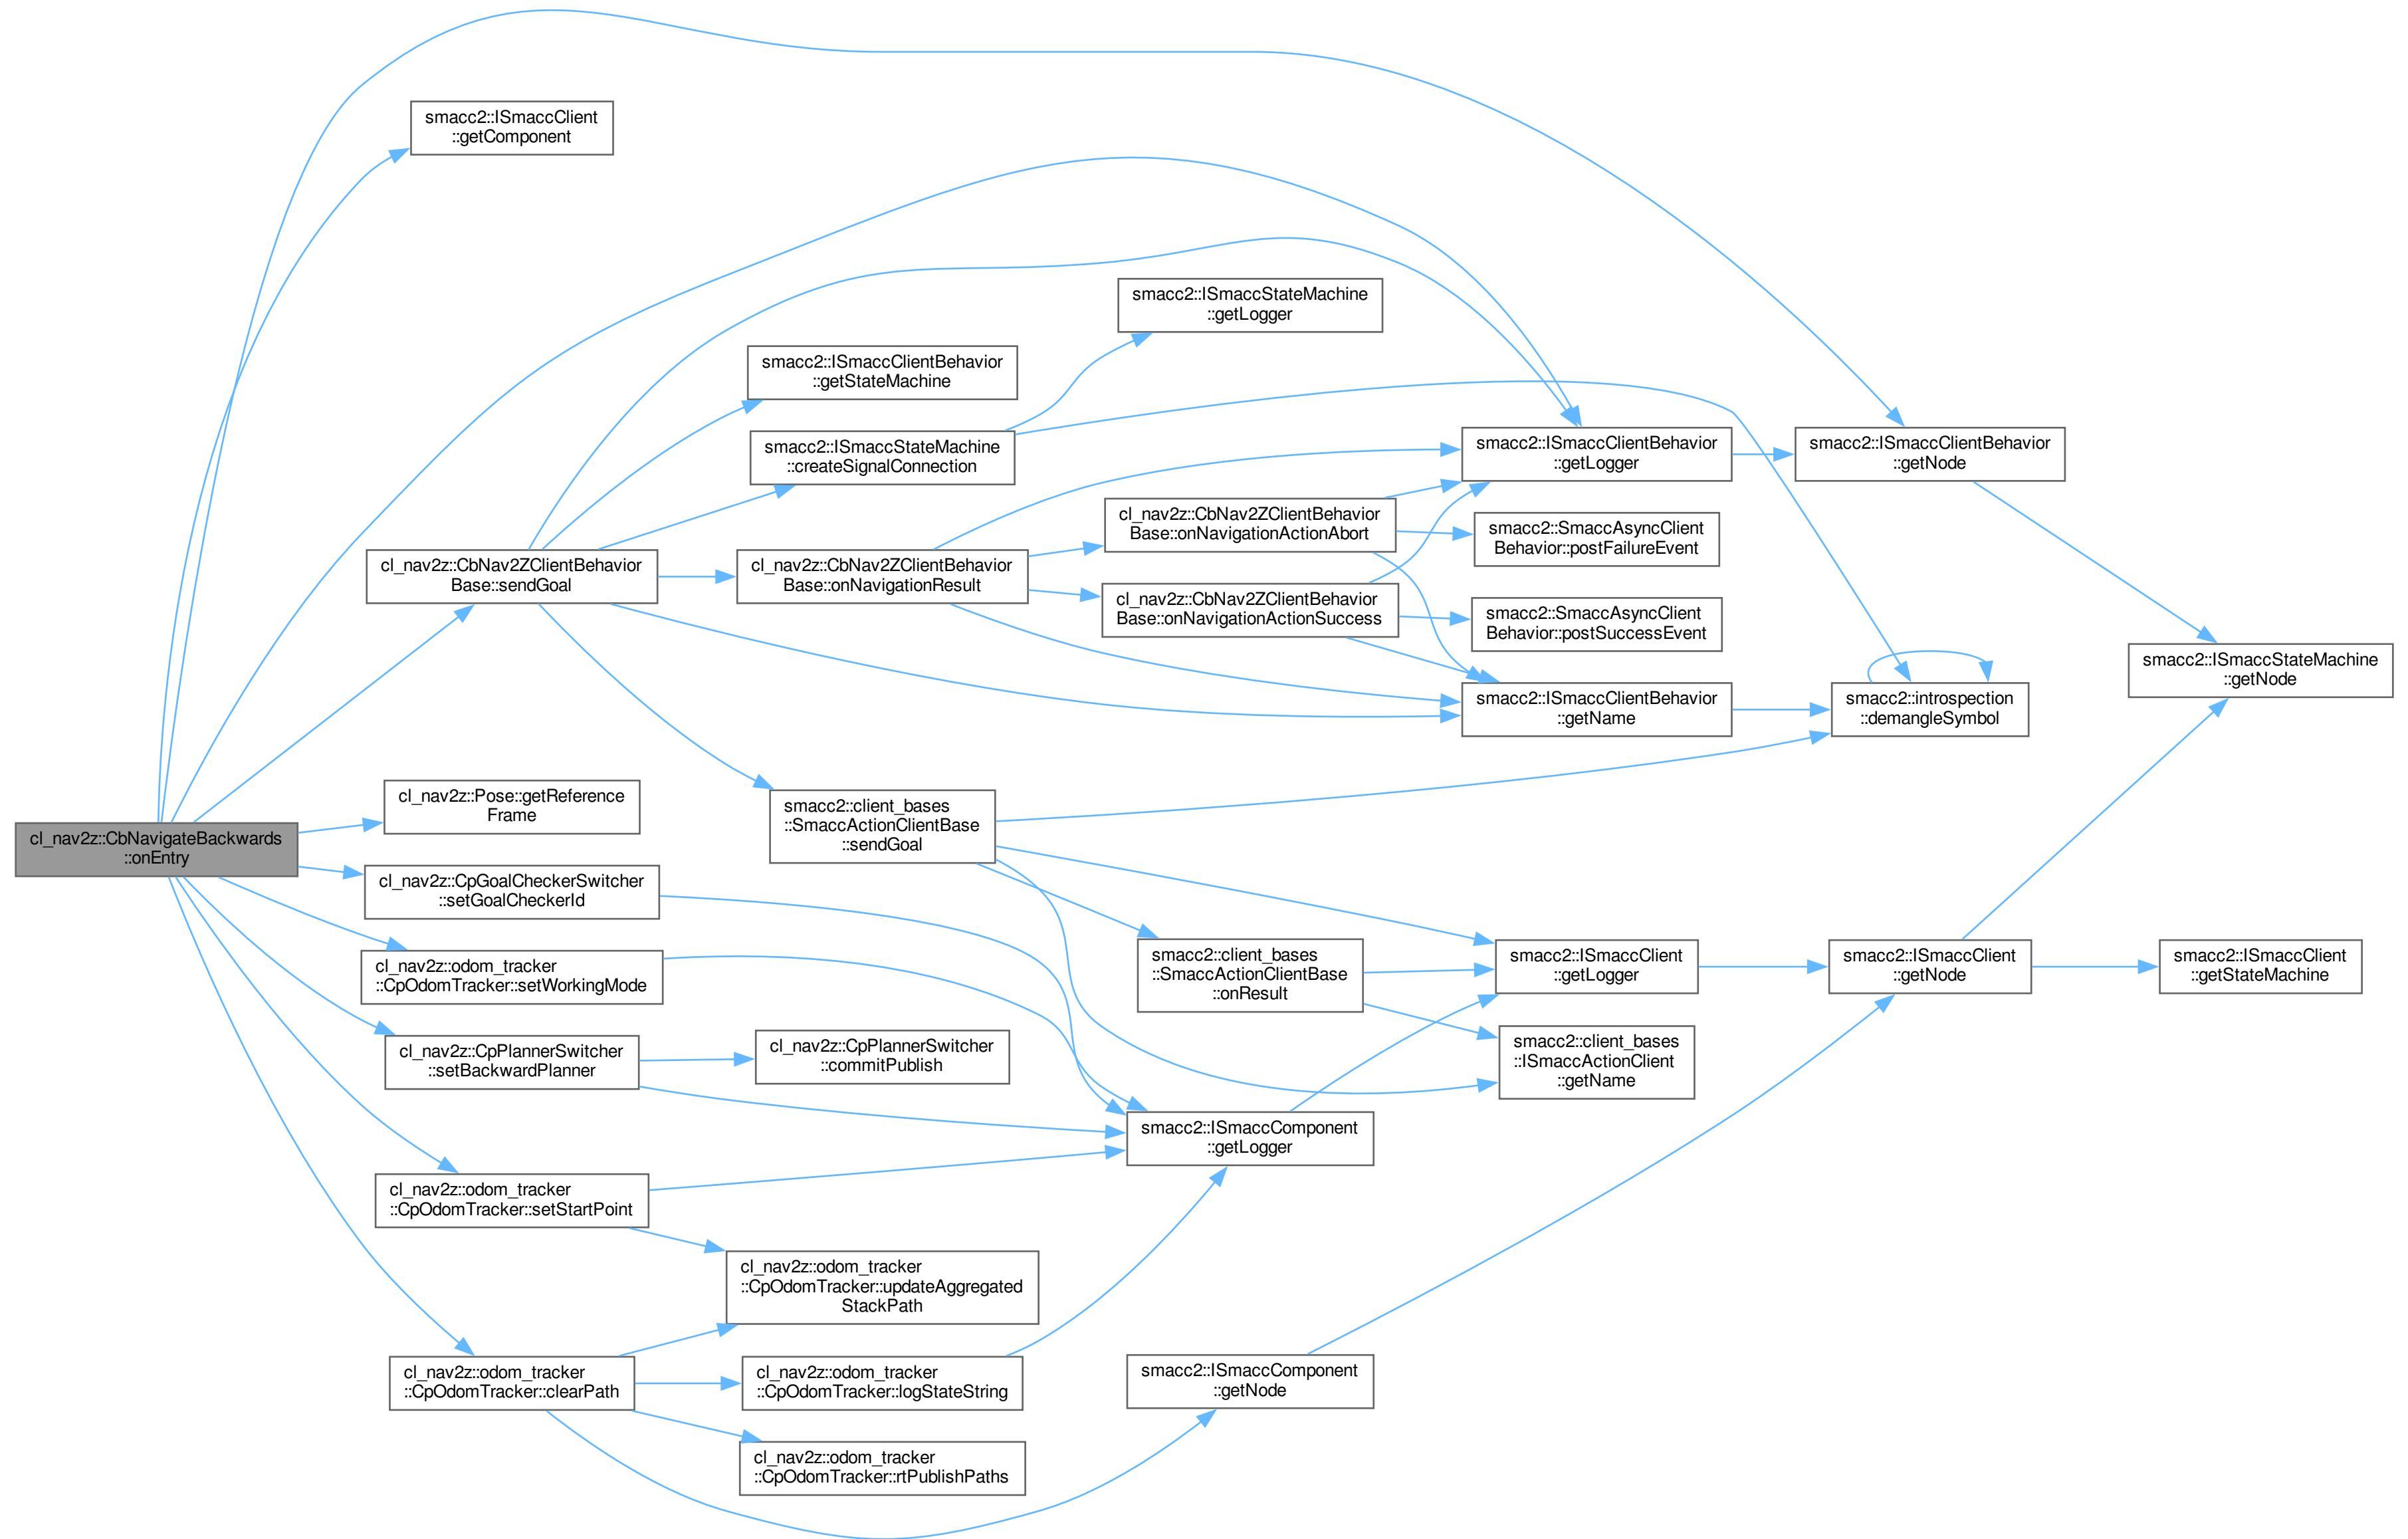 smacc2::ISmaccClient
::getComponent
smacc2::ISmaccStateMachine
::getLogger
smacc2::ISmaccClientBehavior
::getStateMachine
smacc2::ISmaccStateMachine
::createSignalConnection
smacc2::ISmaccClientBehavior
::getLogger
smacc2::ISmaccClientBehavior
::getNode
cl_nav2z::CbNav2ZClientBehavior
Base::onNavigationActionAbort
smacc2::SmaccAsyncClient
Behavior::postFailureEvent
cl_nav2z::CbNav2ZClientBehavior
Base::sendGoal
cl_nav2z::CbNav2ZClientBehavior
Base::onNavigationResult
cl_nav2z::CbNav2ZClientBehavior
Base::onNavigationActionSuccess
smacc2::SmaccAsyncClient
Behavior::postSuccessEvent
smacc2::ISmaccStateMachine
::getNode
smacc2::ISmaccClientBehavior
::getName
smacc2::introspection
::demangleSymbol
cl_nav2z::Pose::getReference
Frame
smacc2::client_bases
::SmaccActionClientBase
::sendGoal
cl_nav2z::CbNavigateBackwards
::onEntry
cl_nav2z::CpGoalCheckerSwitcher
::setGoalCheckerId
cl_nav2z::odom_tracker
::CpOdomTracker::setWorkingMode
smacc2::client_bases
::SmaccActionClientBase
::onResult
smacc2::ISmaccClient
::getLogger
smacc2::ISmaccClient
::getNode
smacc2::ISmaccClient
::getStateMachine
cl_nav2z::CpPlannerSwitcher
::setBackwardPlanner
cl_nav2z::CpPlannerSwitcher
::commitPublish
smacc2::client_bases
::ISmaccActionClient
::getName
smacc2::ISmaccComponent
::getLogger
cl_nav2z::odom_tracker
::CpOdomTracker::setStartPoint
cl_nav2z::odom_tracker
::CpOdomTracker::updateAggregated
StackPath
cl_nav2z::odom_tracker
::CpOdomTracker::clearPath
cl_nav2z::odom_tracker
::CpOdomTracker::logStateString
smacc2::ISmaccComponent
::getNode
cl_nav2z::odom_tracker
::CpOdomTracker::rtPublishPaths